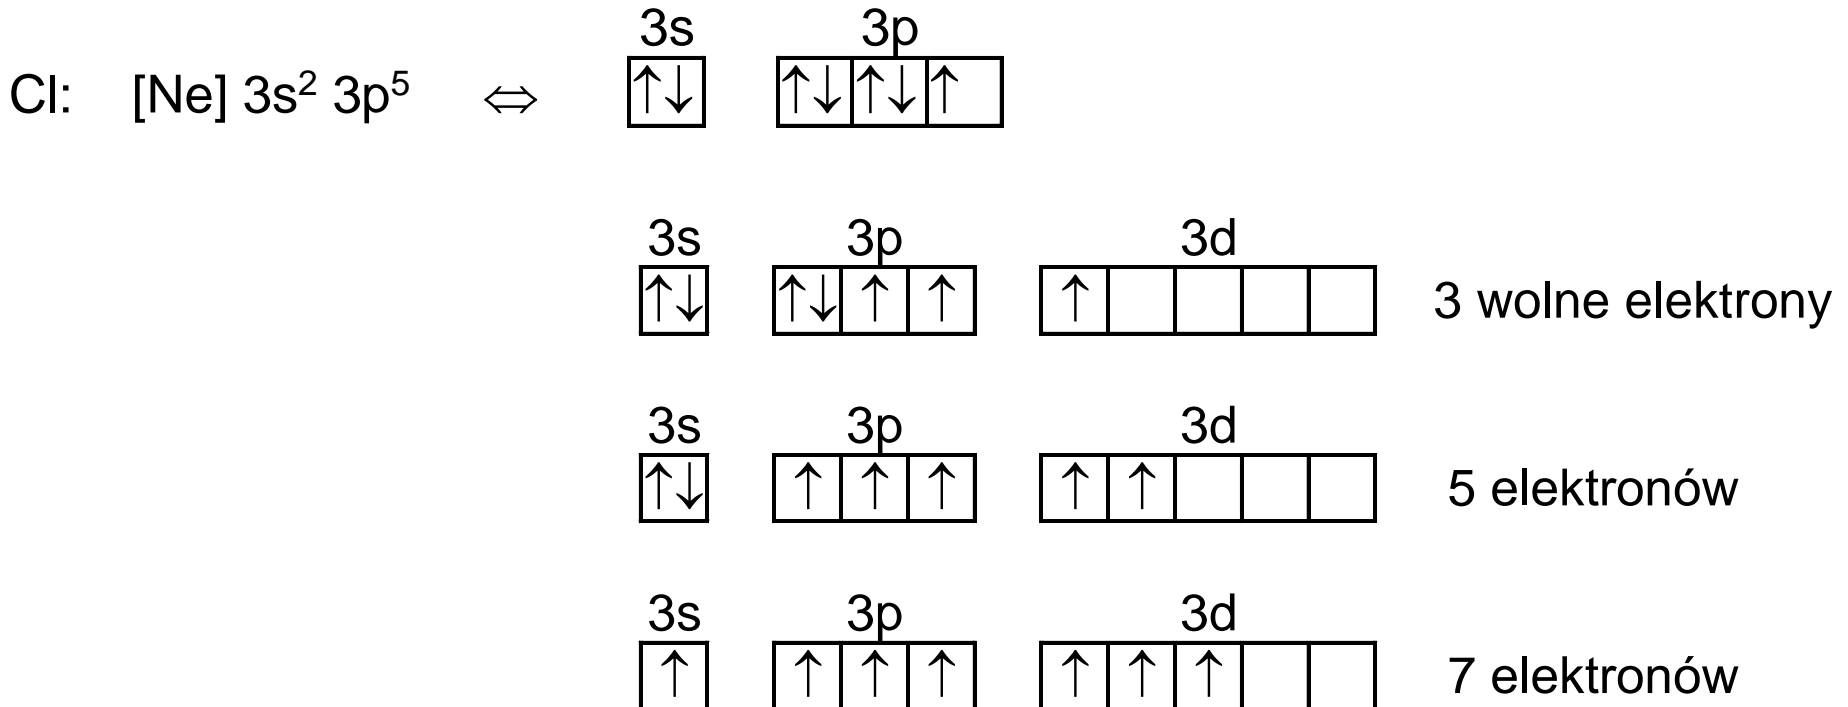 3s 3p
Cl: [Ne] 3s² 3p⁵ ⇔ ↑↓ ↑↓ ↑↓ ↑
3s 3p 3d
↑↓ ↑↓ ↑ ↑ ↑ 3 wolne elektrony
3s 3p 3d
↑↓ ↑ ↑ ↑ ↑ ↑ 5 elektronów
3s 3p 3d
↑ ↑ ↑ ↑ ↑ ↑ ↑ 7 elektronów